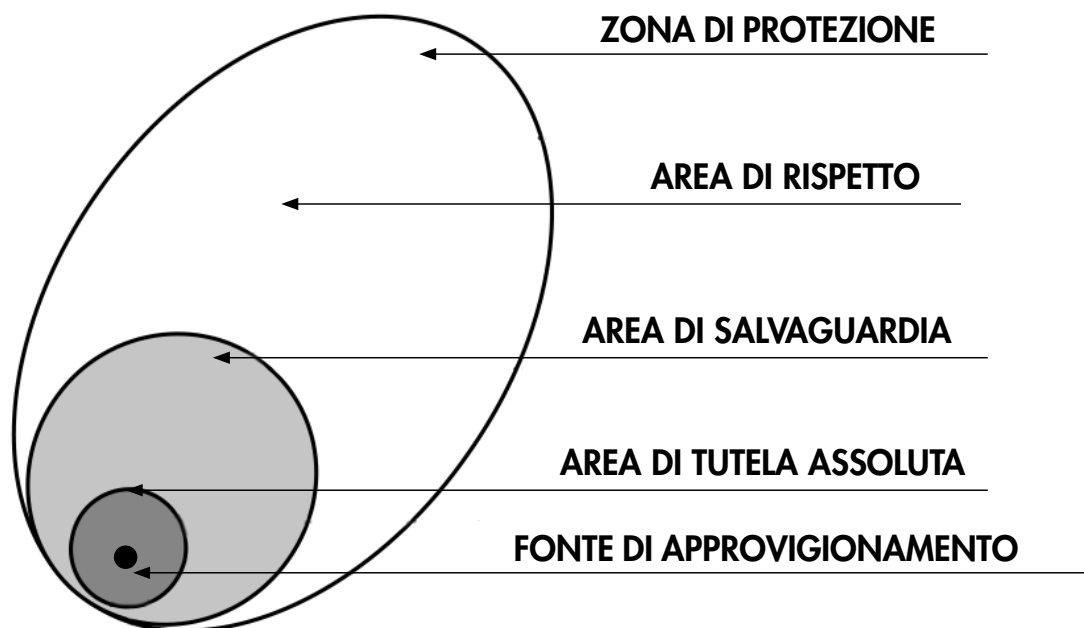 ZONA DI PROTEZIONE
AREA DI RISPETTO
AREA DI SALVAGUARDIA
AREA DI TUTELA ASSOLUTA
FONTE DI APPROVIGIONAMENTO